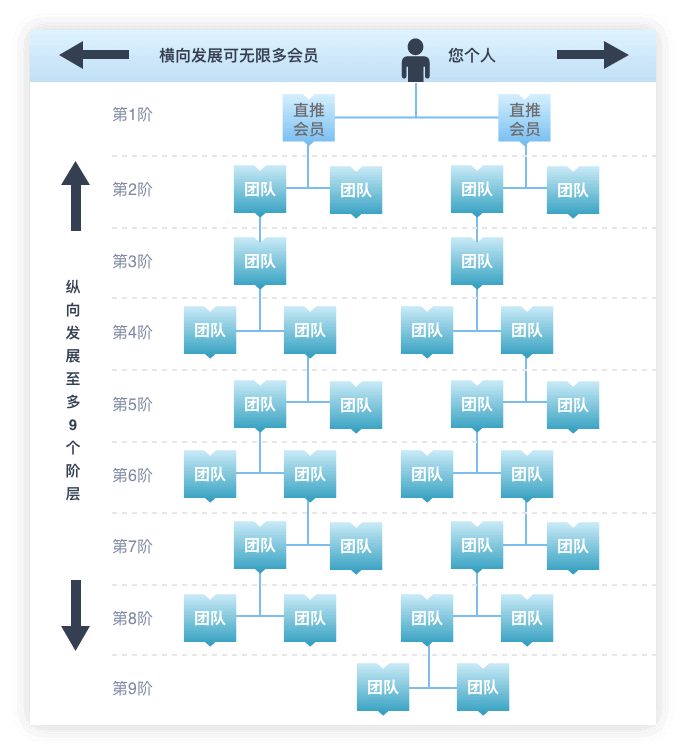 横向发展可无限多会员
您个人
第1阶
直推
会员
直推
会员
第2阶
团队
团队
团队
团队
第3阶
团队
团队
第4阶
团队
团队
团队
团队
第5阶
团队
团队
团队
团队
第6阶
团队
团队
团队
团队
第7阶
团队
团队
团队
团队
第8阶
团队
团队
团队
团队
第9阶
团队
团队
纵向发展至多9个阶层